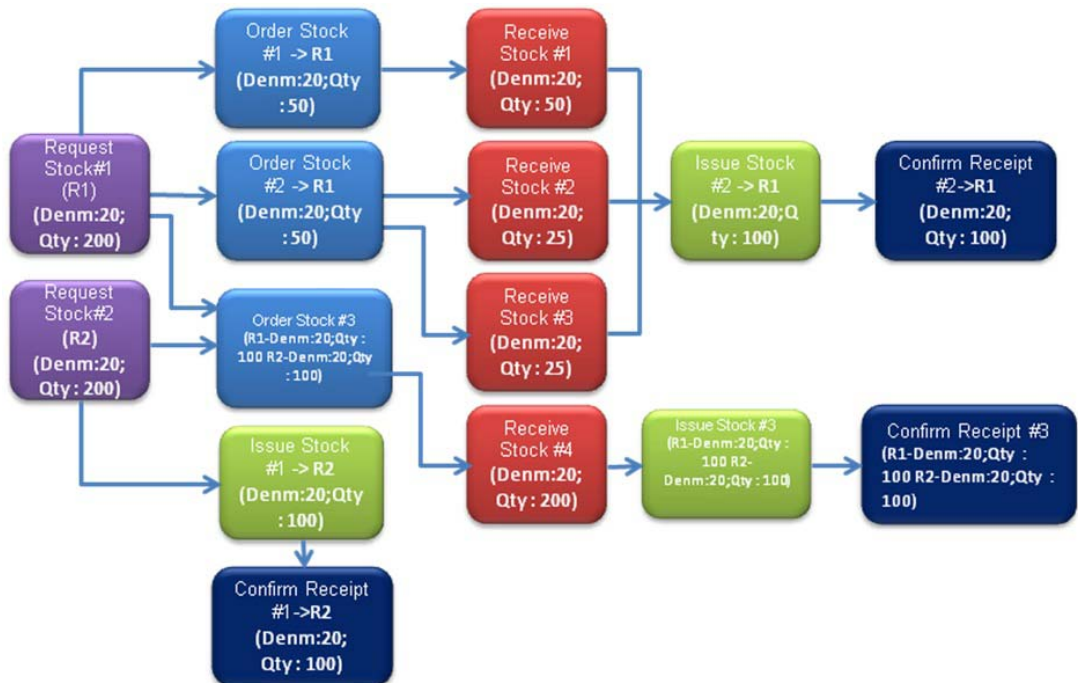 Order Stock
#1 -> R1
(Denm:20;Qty
: 50)
Receive
Stock #1
(Denm:20;
Qty : 50)
Request
Stock#1
(R1)
(Denm:20;
Qty : 200)
Order Stock
#2 -> R1
(Denm:20;Qty
: 50)
Receive
Stock #2
(Denm:20;
Qty : 25)
Issue Stock
#2 -> R1
(Denm:20;Q
ty : 100)
Confirm Receipt
#2->R1
(Denm:20;
Qty : 100)
Request
Stock#2
(R2)
(Denm:20;
Qty : 200)
Order Stock #3
(R1-Denm:20;Qty :
100 R2-Denm:20;Qty
: 100)
Receive
Stock #3
(Denm:20;
Qty : 25)
Issue Stock
#1 -> R2
(Denm:20;Qty
: 100)
Receive
Stock #4
(Denm:20;
Qty : 200)
Issue Stock #3
(R1-Denm:20;Qty :
100 R2-
Denm:20;Qty : 100)
Confirm Receipt #3
(R1-Denm:20;Qty :
100 R2-Denm:20;Qty :
100)
Confirm Receipt
#1 ->R2
(Denm:20;
Qty : 100)